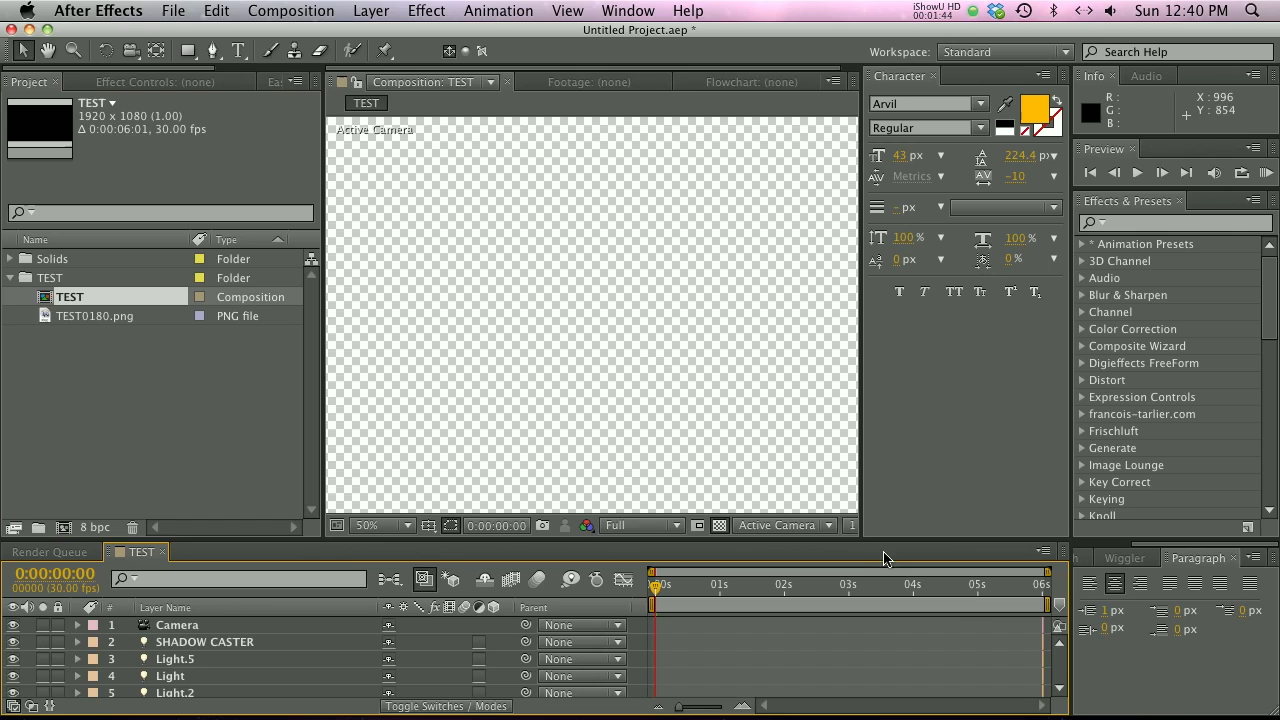 After Effects File Edit Composition Layer Effect Animation View Window Help iShowU HD 00:01:44 Sun 12:40 PM
Untitled Project.aep *
Workspace: Standard Search Help
Project Effect Controls: (none) Composition: TEST Footage: (none) Flowchart: (none) Character Info Audio
TEST
1920 x 1080 (1.00)
Δ 0:00:06:01, 30.00 fps
TEST
Active Camera
Name Type
Solids Folder
TEST Folder
TEST Composition
TEST0180.png PNG file
8 bpc
50% 0:00:00:00 Full Active Camera 1
Arvil
Regular
43 px 224.4 px
Metrics -10
- px
100 % 100 %
0 px 0 %
T T TT Tt T¹ T₁
R : X : 996
G : Y : 854
B :
Preview
Effects & Presets
* Animation Presets
3D Channel
Audio
Blur & Sharpen
Channel
Color Correction
Composite Wizard
Digieffects FreeForm
Distort
Expression Controls
francois-tarlier.com
Frischluft
Generate
Image Lounge
Key Correct
Keying
Knoll
Render Queue TEST
0:00:00:00
00000 (30.00 fps)
00s 01s 02s 03s 04s 05s 06s
# Layer Name Parent
1 Camera None
2 SHADOW CASTER None
3 Light.5 None
4 Light None
5 Light.2 None
Toggle Switches / Modes
Wiggler Paragraph
1 px 0 px 0 px
0 px 0 px